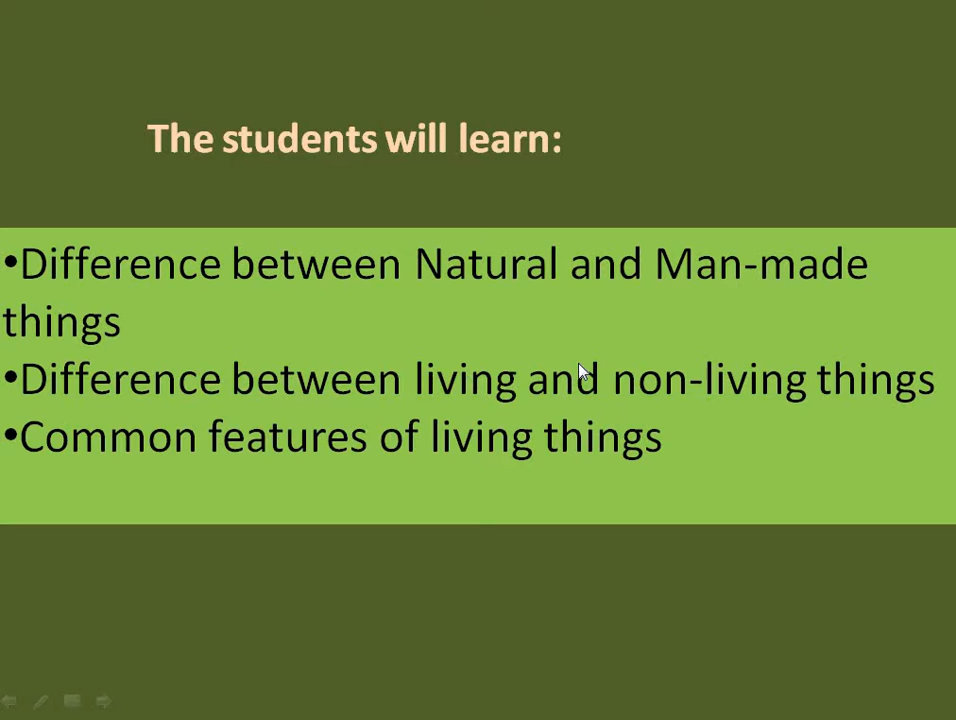 The students will learn:
•Difference between Natural and Man-made
things
•Difference between living and non-living things
•Common features of living things